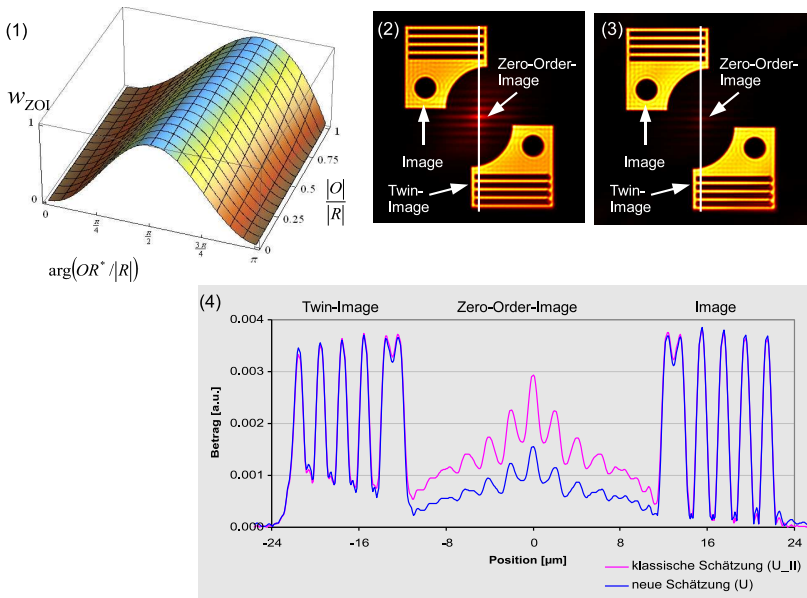 (1)
w_ZOI
1
0
0
π/4
π/2
3π/4
π
0
0.25
0.5
0.75
1
|O|/|R|
arg(OR*/|R|)
(2)
Zero-Order-
Image
Image
Twin-
Image
(3)
Zero-Order-
Image
Image
Twin-
Image
(4)
Twin-Image
Zero-Order-Image
Image
0.004
0.003
0.002
0.001
0.000
Betrag [a.u.]
-24
-16
-8
0
8
16
24
Position [µm]
klassische Schätzung (U_II)
neue Schätzung (U)